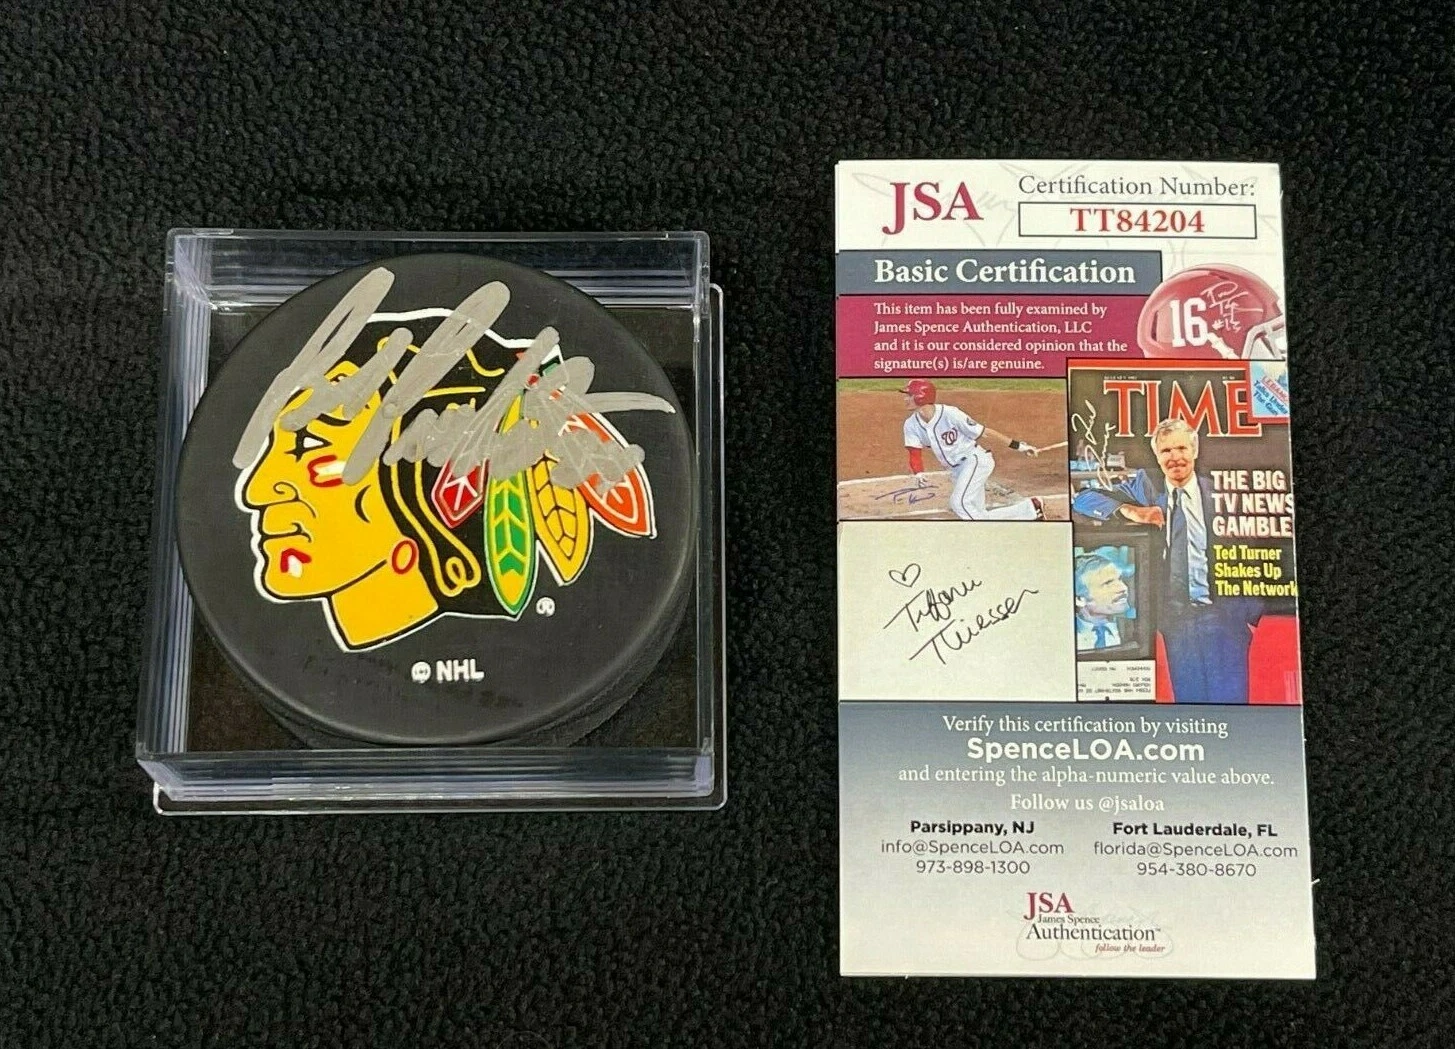 NHL
JSA
Certification Number:
TT84204
Basic Certification
This item has been fully examined by
James Spence Authentication, LLC
and it is our considered opinion that the
signature(s) is/are genuine.
16
#13
TIME
THE BIG
TV NEWS
GAMBLE
Ted Turner
Shakes Up
The Network
W
♡
Tiffani
Thiessen
Verify this certification by visiting
SpenceLOA.com
and entering the alpha-numeric value above.
Follow us @jsaloa
Parsippany, NJ
info@SpenceLOA.com
973-898-1300
Fort Lauderdale, FL
florida@SpenceLOA.com
954-380-8670
JSA
James Spence
Authentication™
follow the leader